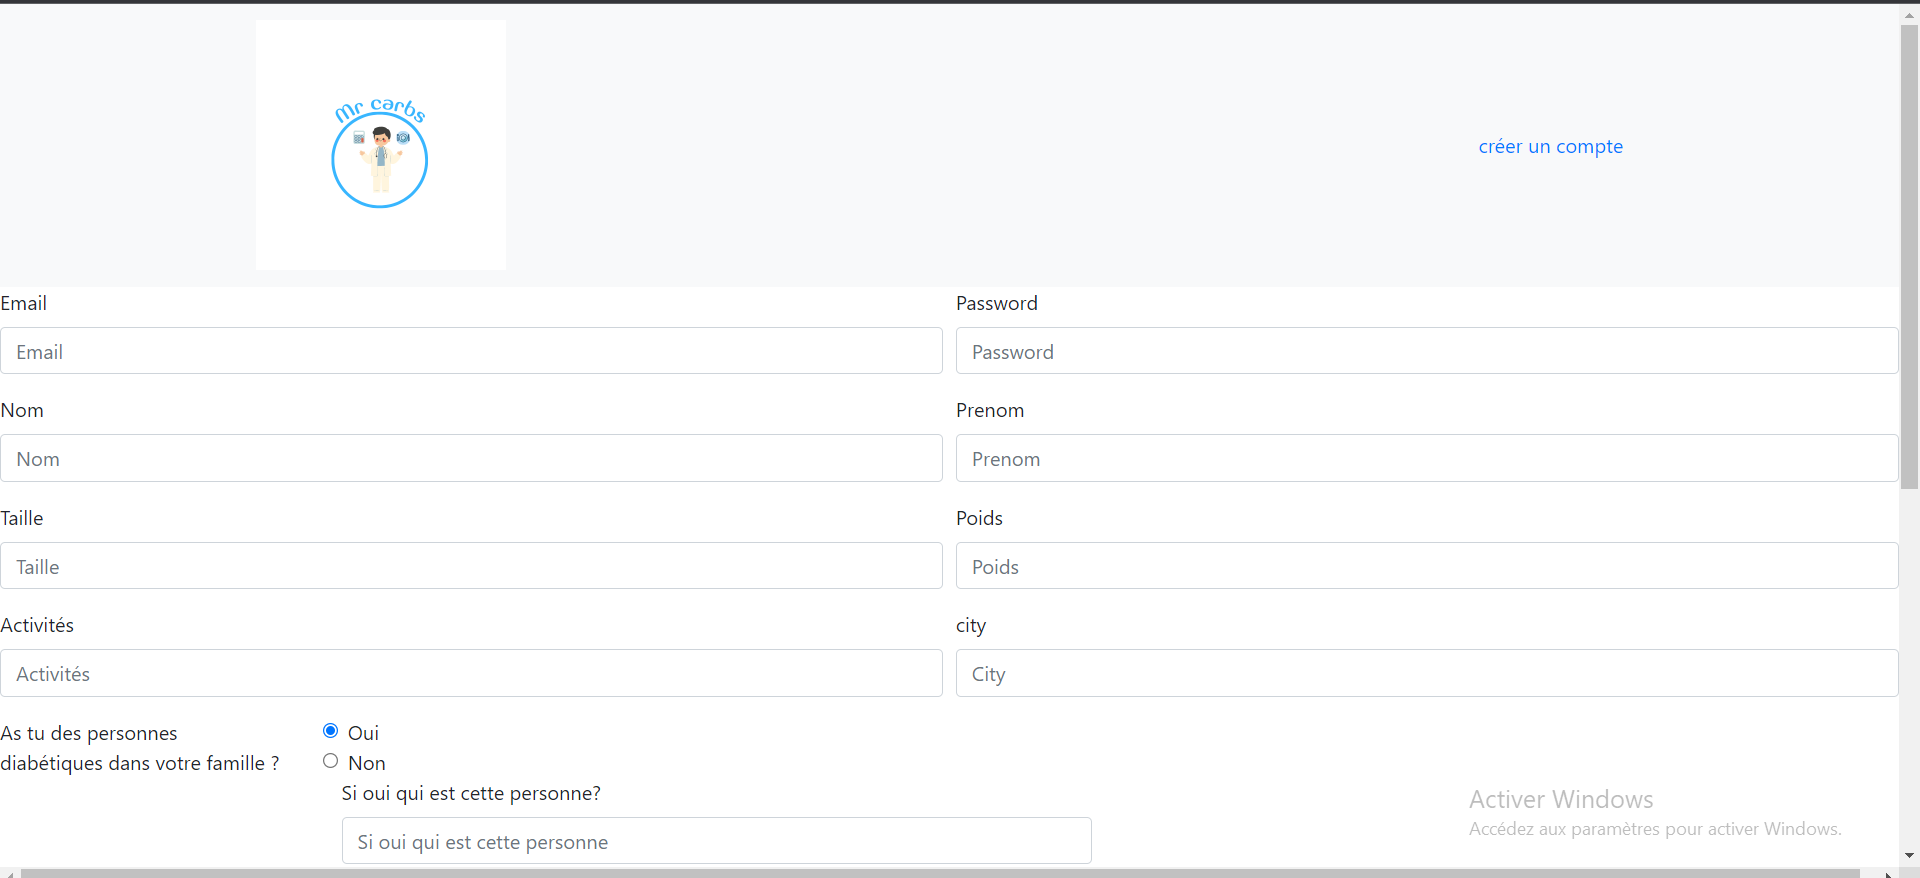 Mr carbs
créer un compte
Email
Password
Email
Password
Nom
Prenom
Nom
Prenom
Taille
Poids
Taille
Poids
Activités
city
Activités
City
As tu des personnes
diabétiques dans votre famille ?
Oui
Non
Si oui qui est cette personne?
Si oui qui est cette personne
Activer Windows
Accédez aux paramètres pour activer Windows.